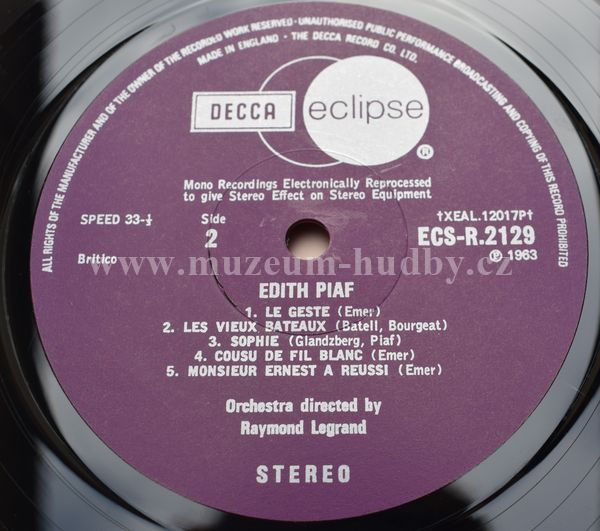 ALL RIGHTS OF THE MANUFACTURER AND OF THE OWNER OF THE RECORDED WORK RESERVED · UNAUTHORISED PUBLIC PERFORMANCE BROADCASTING AND COPYING OF THIS RECORD PROHIBITED
MADE IN ENGLAND · THE DECCA RECORD CO. LTD.
DECCA eclipse
®
Mono Recordings Electronically Reprocessed
to give Stereo Effect on Stereo Equipment
SPEED 33-⅓ Side 2 †XEAL.12017P†
ECS-R.2129
Britico ℗ 1963
www.muzeum-hudby.cz
EDITH PIAF
1. LE GESTE (Emer)
2. LES VIEUX BATEAUX (Batell, Bourgeat)
3. SOPHIE (Glandzberg, Piaf)
4. COUSU DE FIL BLANC (Emer)
5. MONSIEUR ERNEST A REUSSI (Emer)
Orchestra directed by
Raymond Legrand
STEREO